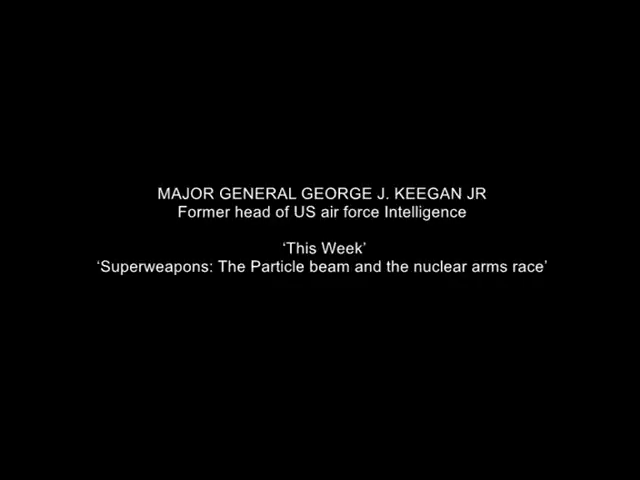 MAJOR GENERAL GEORGE J. KEEGAN JR
Former head of US air force Intelligence
‘This Week’
‘Superweapons: The Particle beam and the nuclear arms race’